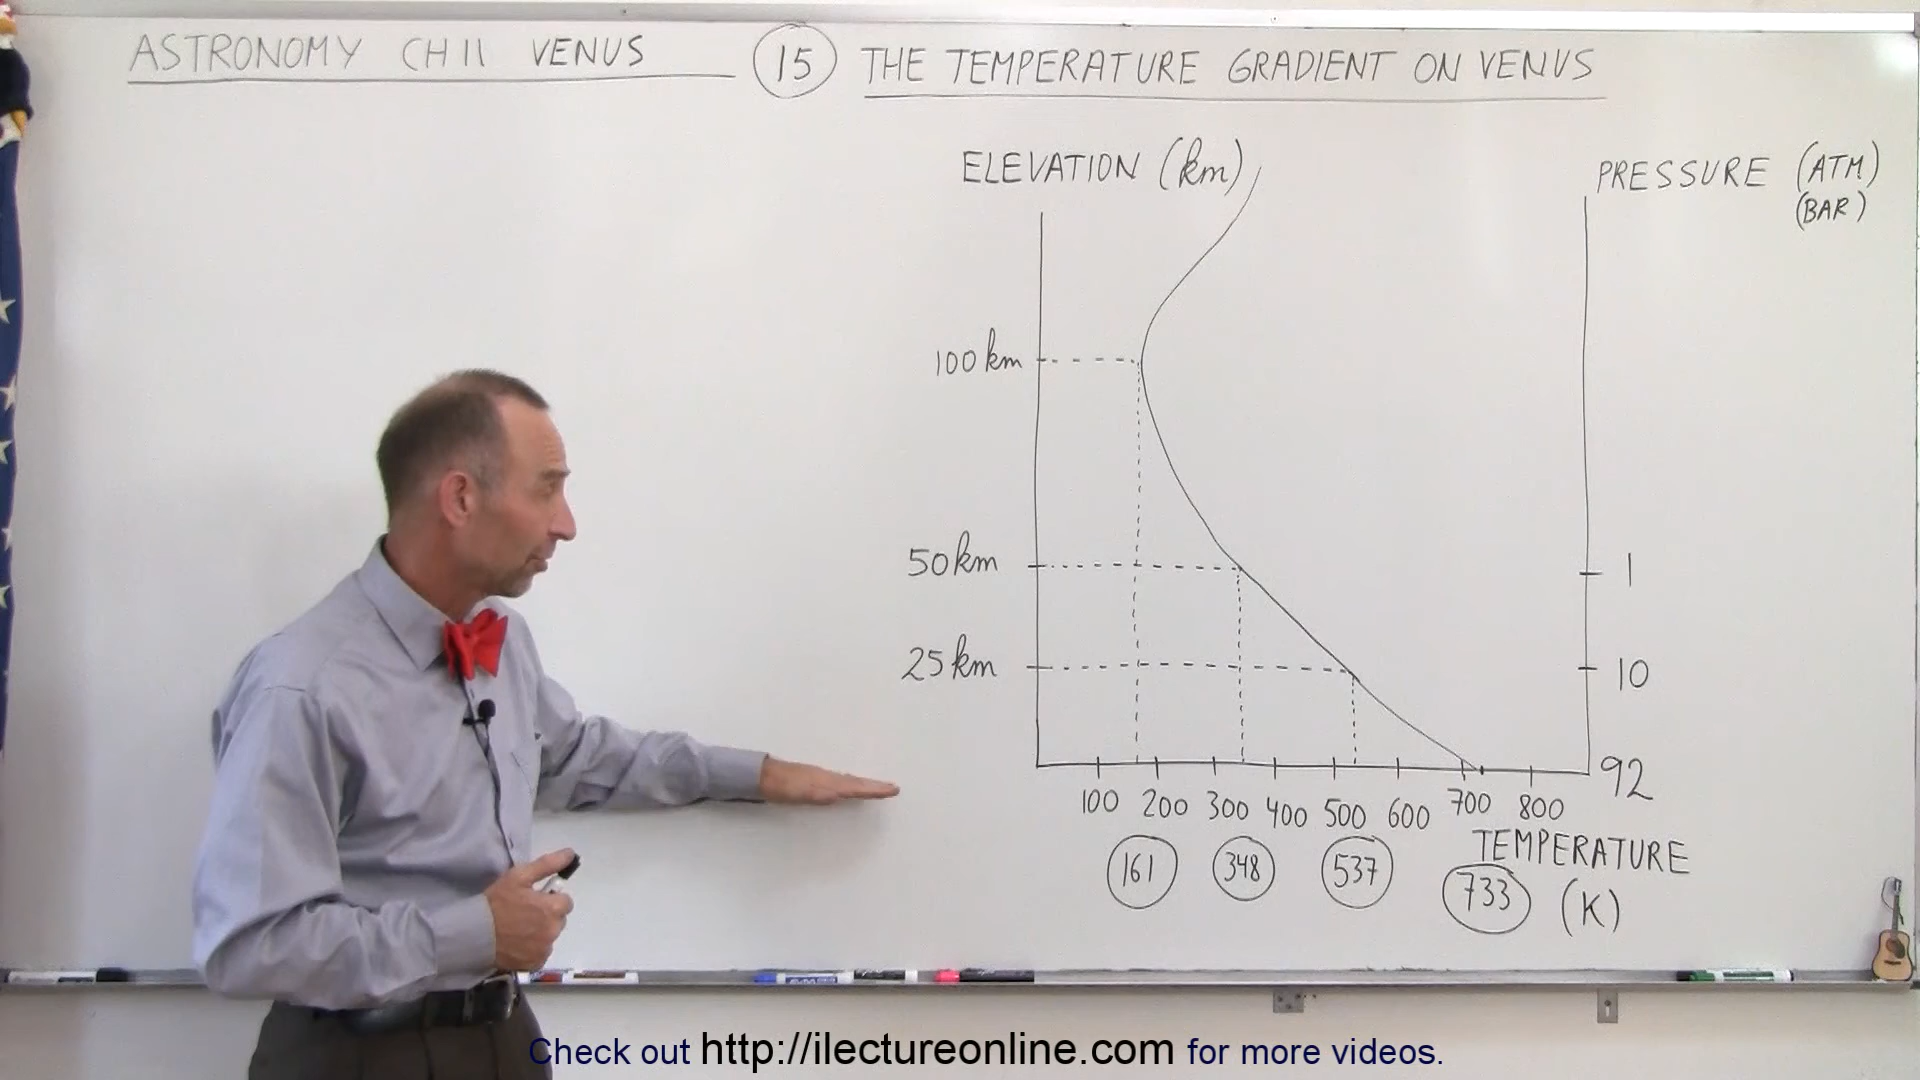 ASTRONOMY CH 11 VENUS 15 THE TEMPERATURE GRADIENT ON VENUS
ELEVATION (km)
PRESSURE (ATM)
(BAR)
100 km
50 km
1
25 km
10
92
100 200 300 400 500 600 700 800
TEMPERATURE
161 348 537 733 (K)
Check out http://ilectureonline.com for more videos.